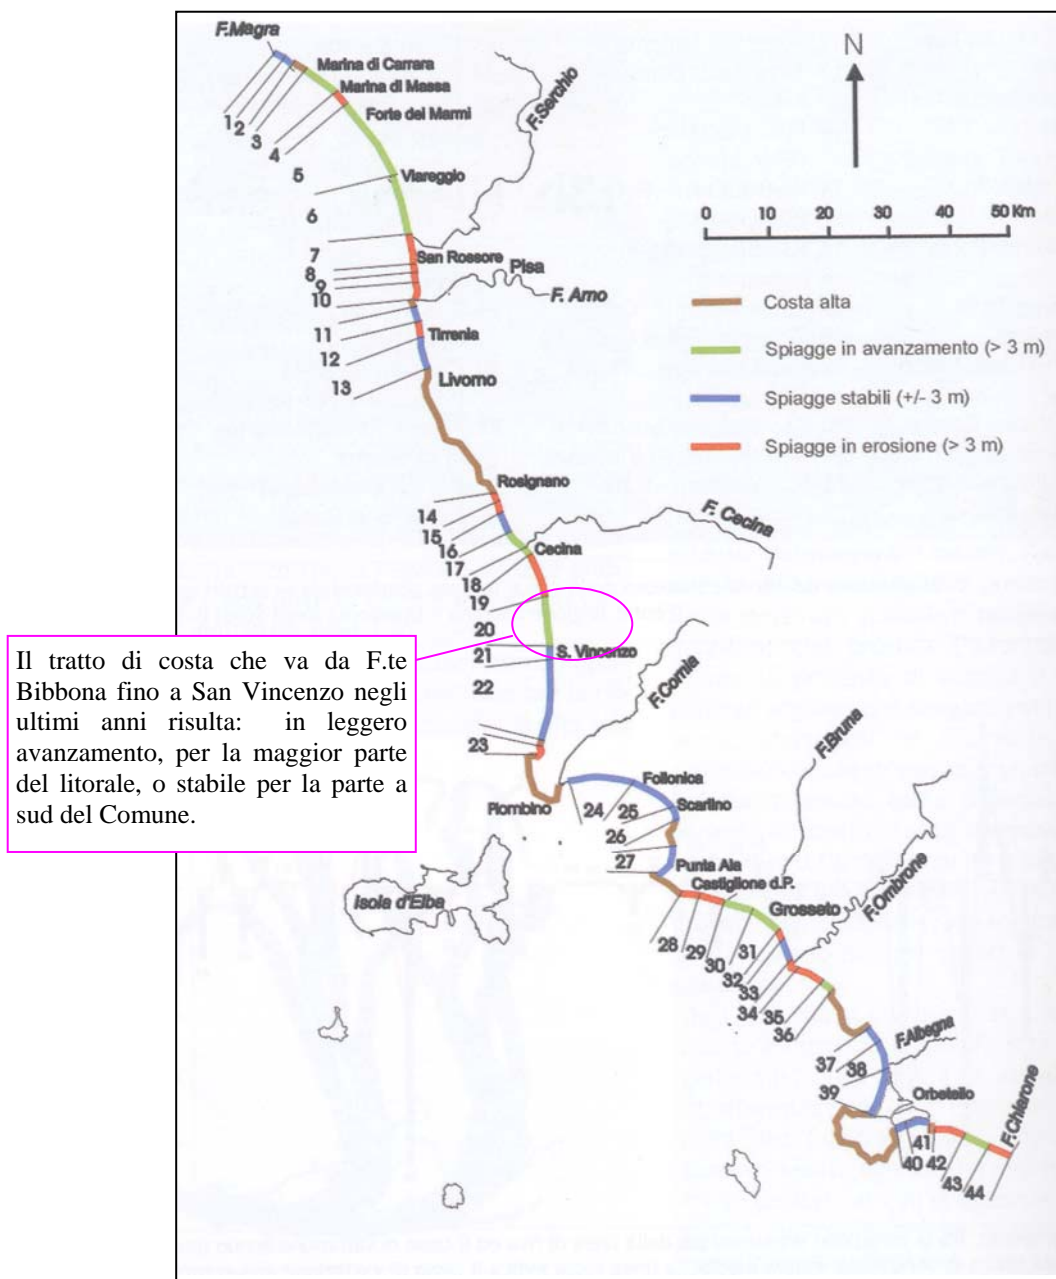 F.Magra
Marina di Carrara
Marina di Massa
Forte dei Marmi
F.Serchio
N
1
2
3
4
5
Viareggio
6
0 10 20 30 40 50 Km
7
San Rossore
8
Pisa
9
10
F. Arno
Costa alta
11
Tirrenia
12
Spiagge in avanzamento (> 3 m)
13
Livorno
Spiagge stabili (+/- 3 m)
Spiagge in erosione (> 3 m)
Rosignano
14
F. Cecina
15
16
Cecina
17
18
19
20
S. Vincenzo
21
22
F.Cornia
Il tratto di costa che va da F.te
Bibbona fino a San Vincenzo negli
ultimi anni risulta: in leggero
avanzamento, per la maggior parte
del litorale, o stabile per la parte a
sud del Comune.
23
F.Bruna
Piombino
Follonica
24
25
Scarlino
26
27
Punta Ala
Castiglione d.P.
Isola d'Elba
Grosseto
F.Ombrone
28
29
30
31
32
33
34
35
36
37
38
F.Albegna
39
Orbetello
F.Chiarone
40
41
42
43
44